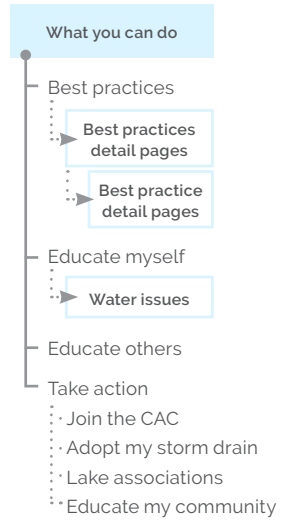 What you can do
Best practices
Best practices
detail pages
Best practice
detail pages
Educate myself
Water issues
Educate others
Take action
Join the CAC
Adopt my storm drain
Lake associations
Educate my community